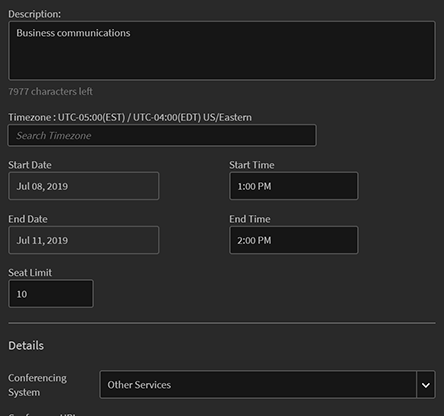 Description:
Business communications
7977 characters left
Timezone : UTC-05:00(EST) / UTC-04:00(EDT) US/Eastern
Search Timezone
Start Date
Start Time
Jul 08, 2019
1:00 PM
End Date
End Time
Jul 11, 2019
2:00 PM
Seat Limit
10
Details
Conferencing
System
Other Services